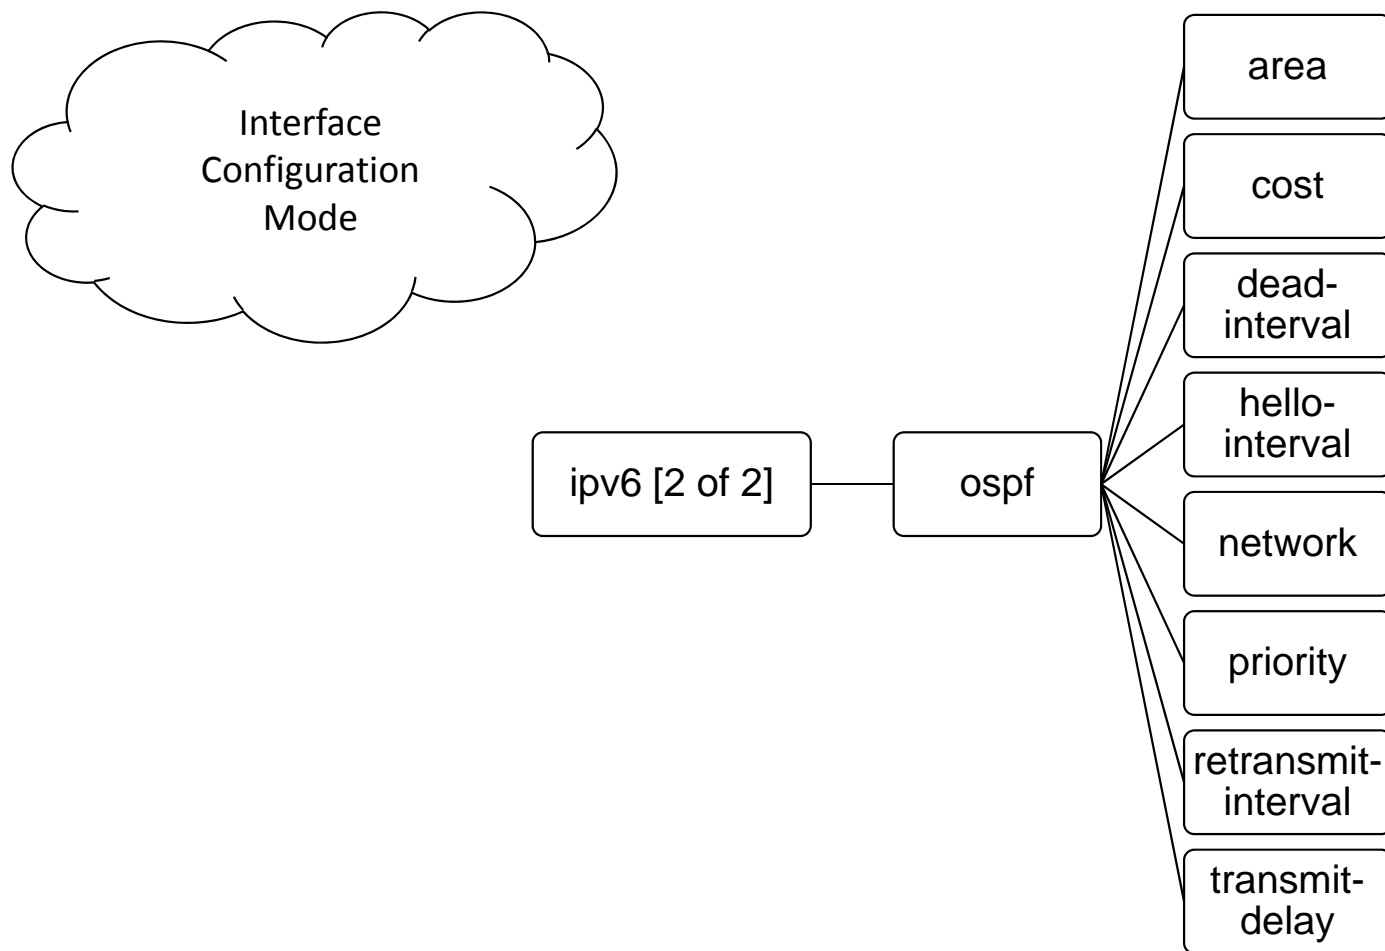 Interface
Configuration
Mode
area
cost
dead-
interval
hello-
interval
ipv6 [2 of 2]
ospf
network
priority
retransmit-
interval
transmit-
delay